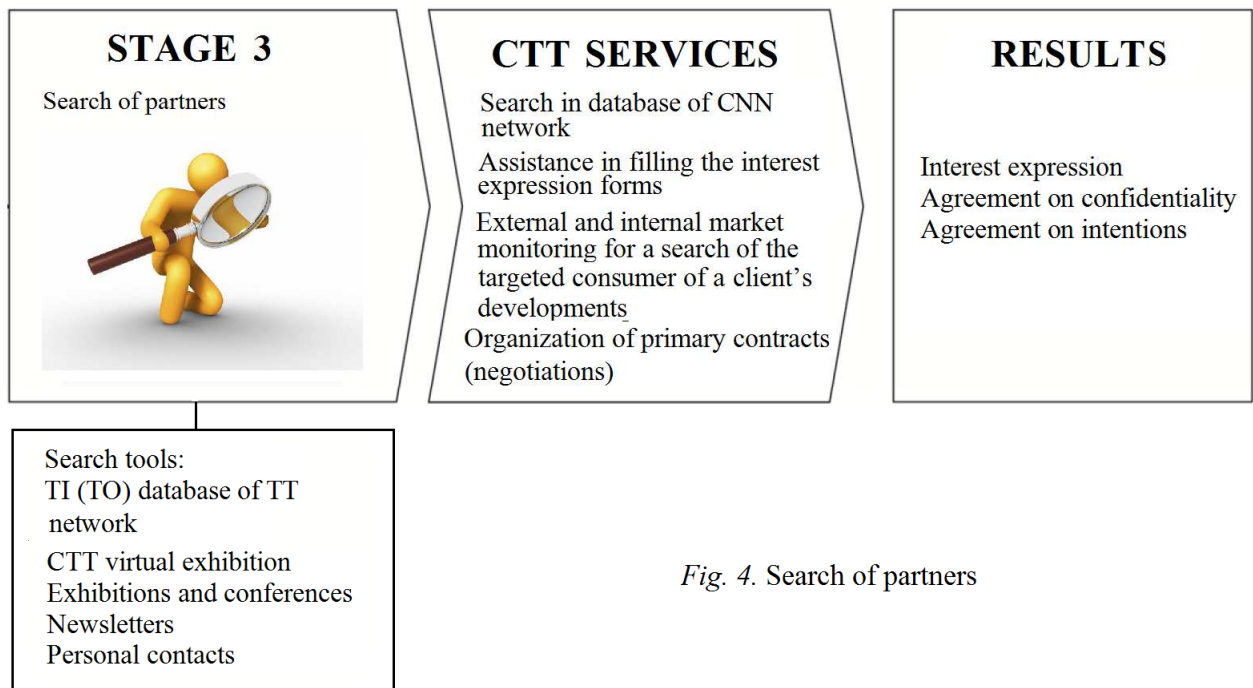 STAGE 3
Search of partners
CTT SERVICES
Search in database of CNN
network
Assistance in filling the interest
expression forms
External and internal market
monitoring for a search of the
targeted consumer of a client’s
developments
Organization of primary contracts
(negotiations)
RESULTS
Interest expression
Agreement on confidentiality
Agreement on intentions
Search tools:
TI (TO) database of TT
network
CTT virtual exhibition
Exhibitions and conferences
Newsletters
Personal contacts
Fig. 4. Search of partners